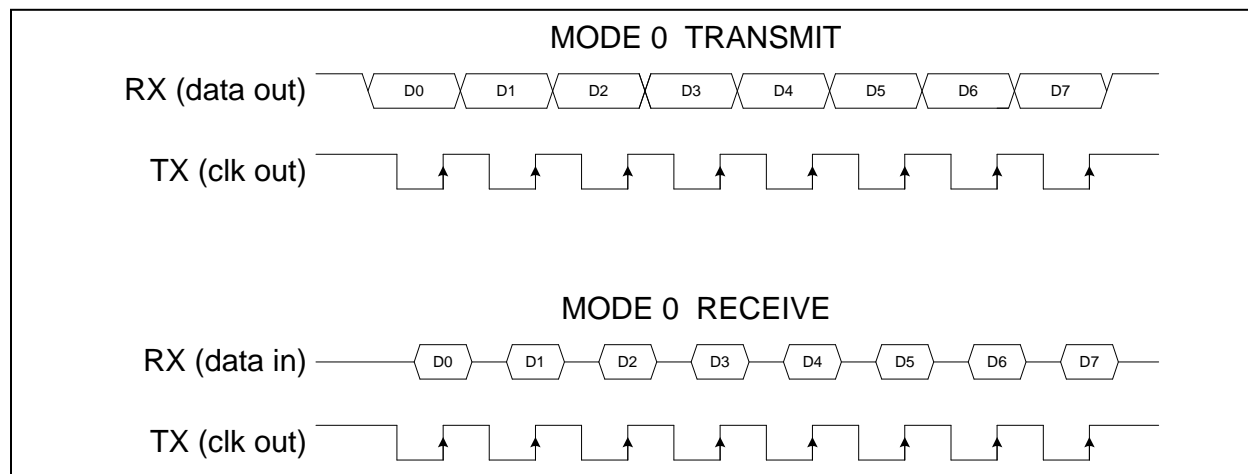 MODE 0 TRANSMIT
RX (data out)
D0 D1 D2 D3 D4 D5 D6 D7
TX (clk out)
MODE 0 RECEIVE
RX (data in)
D0 D1 D2 D3 D4 D5 D6 D7
TX (clk out)